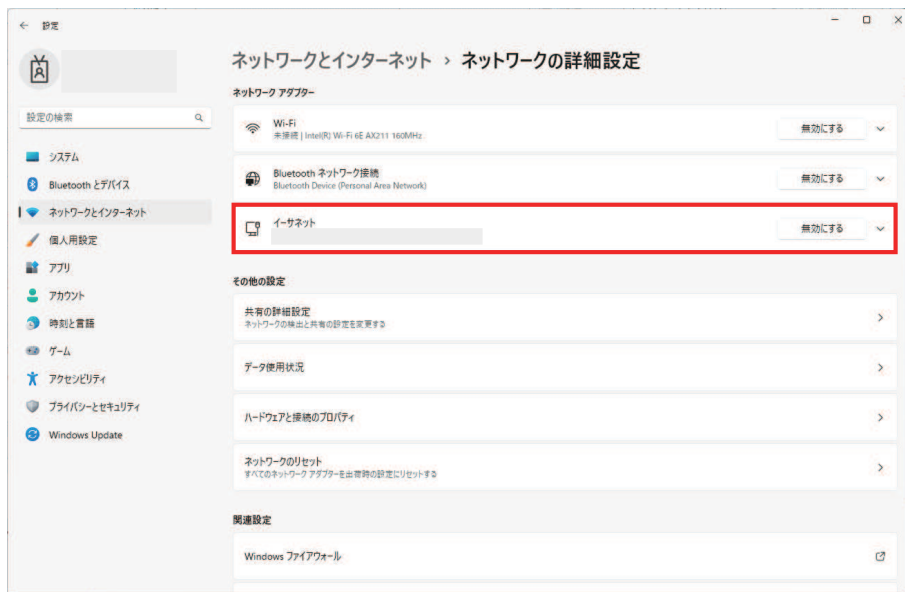 設定
ネットワークとインターネット › ネットワークの詳細設定
設定の検索
システム
Bluetooth とデバイス
ネットワークとインターネット
個人用設定
アプリ
アカウント
時刻と言語
ゲーム
アクセシビリティ
プライバシーとセキュリティ
Windows Update
ネットワーク アダプター
Wi-Fi
未接続 | Intel(R) Wi-Fi 6E AX211 160MHz
無効にする
Bluetooth ネットワーク接続
Bluetooth Device (Personal Area Network)
無効にする
イーサネット
無効にする
その他の設定
共有の詳細設定
ネットワークの検出と共有の設定を変更する
データ使用状況
ハードウェアと接続のプロパティ
ネットワークのリセット
すべてのネットワーク アダプターを出荷時の設定にリセットする
関連設定
Windows ファイアウォール